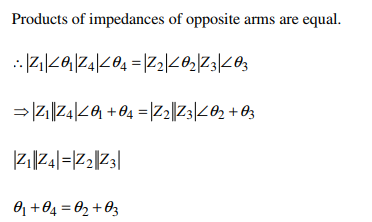 Products of impedances of opposite arms are equal.
∴|Z₁|∠θ₁|Z₄|∠θ₄ = |Z₂|∠θ₂|Z₃|∠θ₃
⇒|Z₁||Z₄|∠θ₁ + θ₄ = |Z₂||Z₃|∠θ₂ + θ₃
|Z₁||Z₄| = |Z₂||Z₃|
θ₁ + θ₄ = θ₂ + θ₃